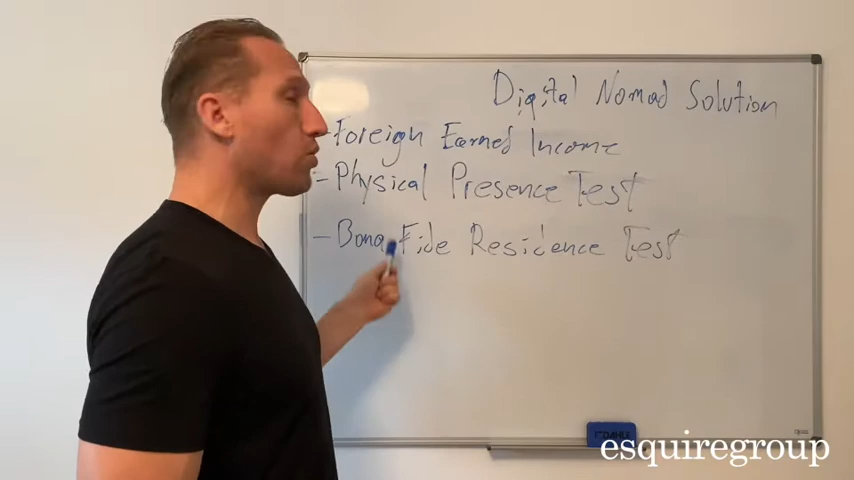 Digital Nomad Solution
-Foreign Earned Income
- Physical Presence Test
- Bona Fide Residence Test
esquiregroup